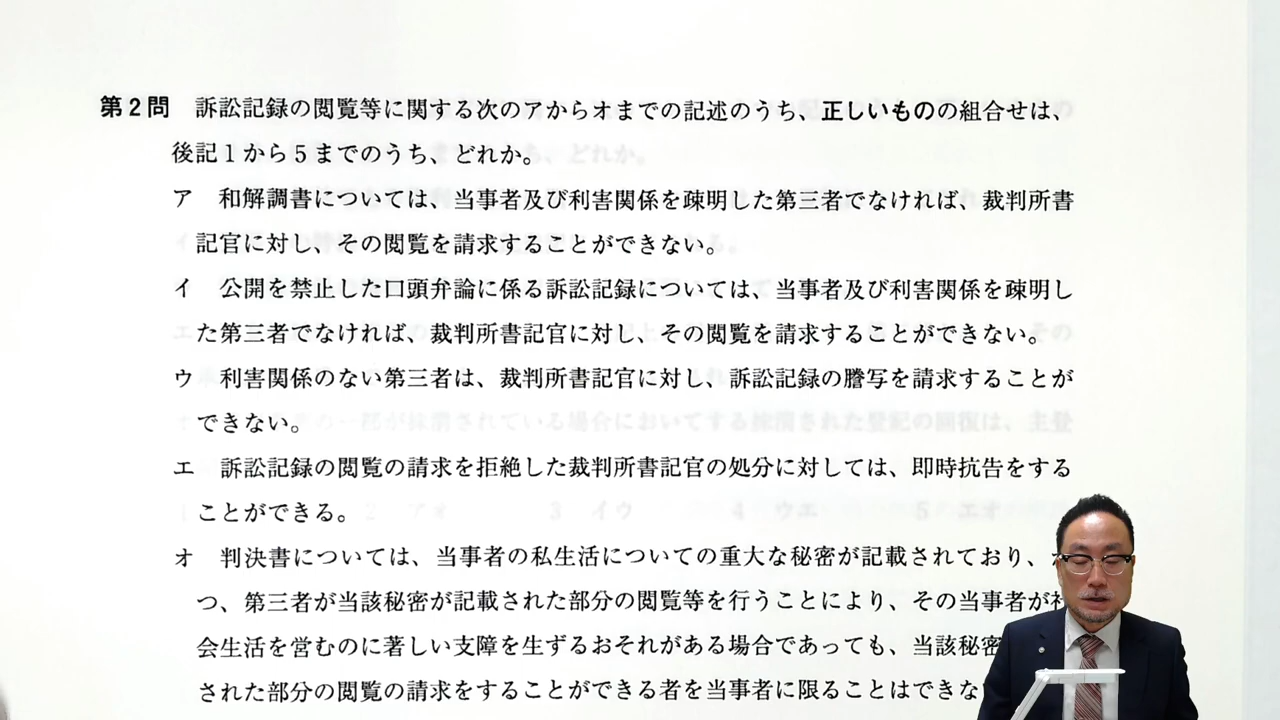 第2問 訴訟記録の閲覧等に関する次のアからオまでの記述のうち、正しいものの組合せは、
後記1から5までのうち、どれか。
ア 和解調書については、当事者及び利害関係を疎明した第三者でなければ、裁判所書
記官に対し、その閲覧を請求することができない。
イ 公開を禁止した口頭弁論に係る訴訟記録については、当事者及び利害関係を疎明し
た第三者でなければ、裁判所書記官に対し、その閲覧を請求することができない。
ウ 利害関係のない第三者は、裁判所書記官に対し、訴訟記録の謄写を請求することが
できない。
エ 訴訟記録の閲覧の請求を拒絶した裁判所書記官の処分に対しては、即時抗告をする
ことができる。
オ 判決書については、当事者の私生活についての重大な秘密が記載されており、
つ、第三者が当該秘密が記載された部分の閲覧等を行うことにより、その当事者が
会生活を営むのに著しい支障を生ずるおそれがある場合であっても、当該秘密
された部分の閲覧の請求をすることができる者を当事者に限ることはできな